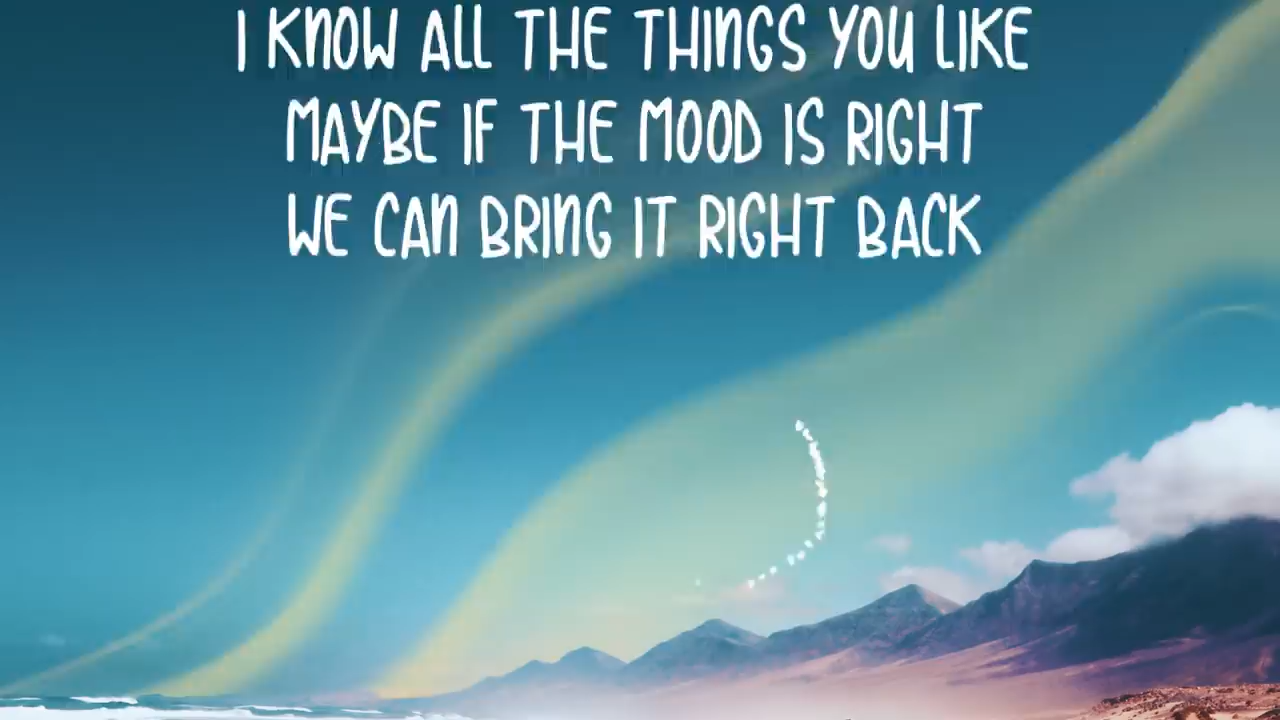 I KNOW ALL THE THINGS YOU LIKE
MAYBE IF THE MOOD IS RIGHT
WE CAN BRING IT RIGHT BACK